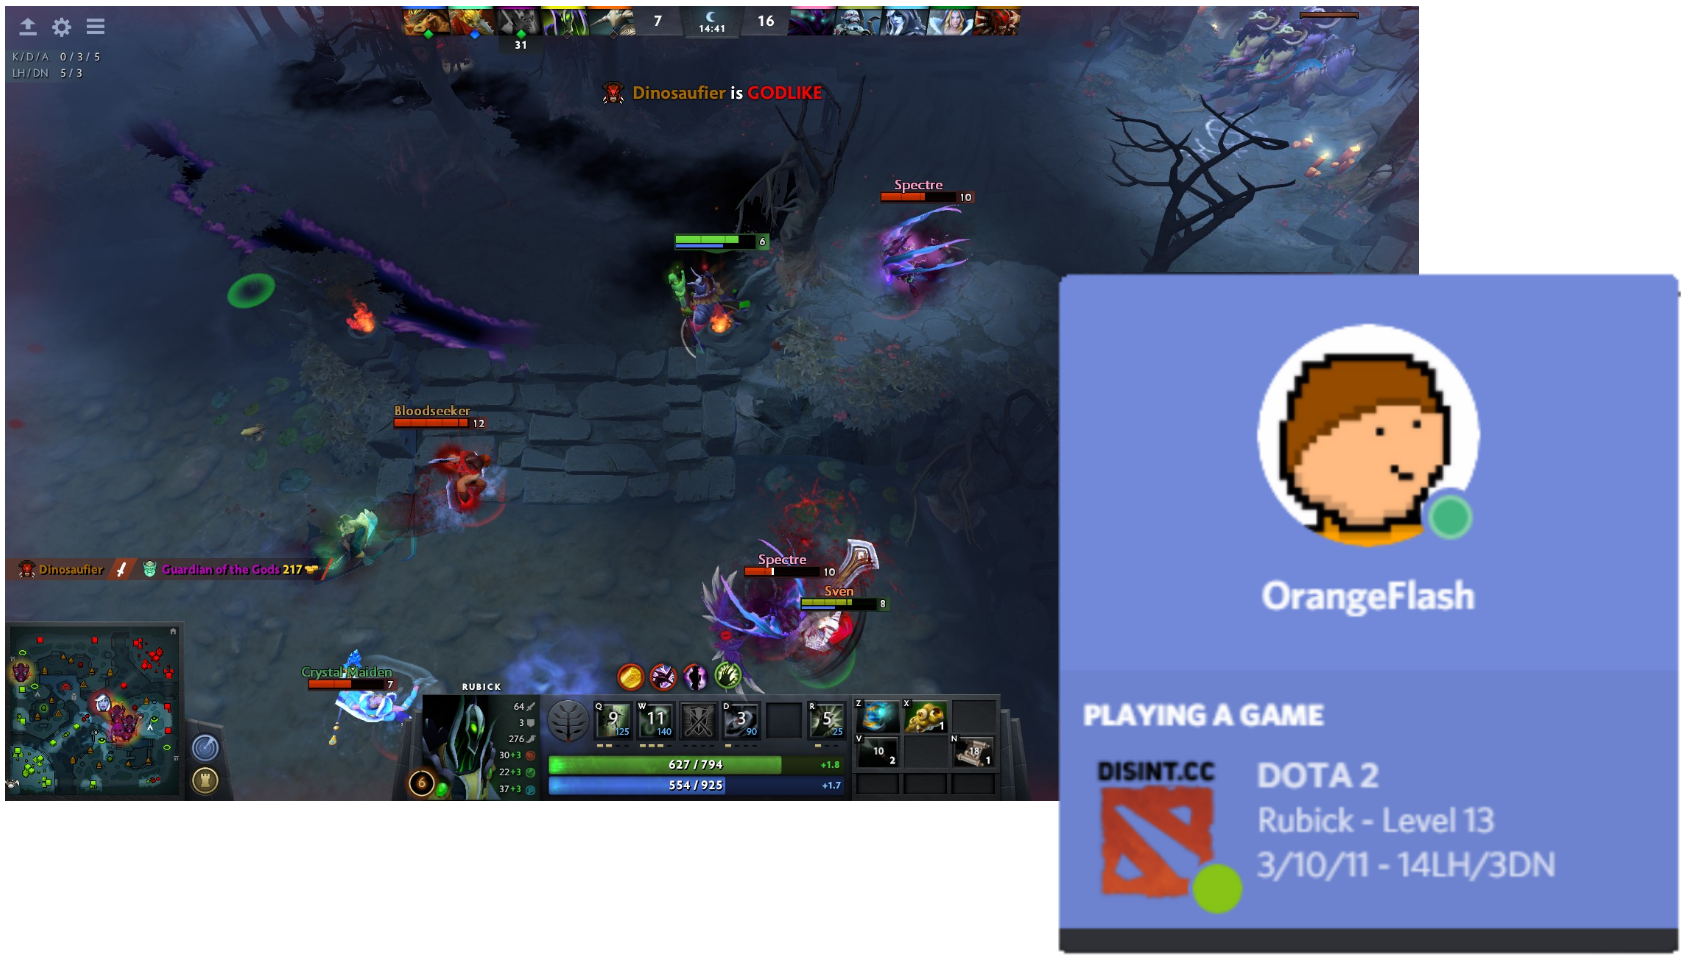 7
14:41
16
31
K/D/A 0/3/5
LH/DN 5/3
Dinosaufier is GODLIKE
Spectre
10
6
Bloodseeker
12
Spectre
10
Sven
8
Dinosaufier Guardian of the Gods 217
Crystal Maiden
7
RUBICK
64
3
276
30+3
22+3
37+3
6
Q 9 125
W 11 140
D 3 90
R 5 25
627 / 794 +1.8
554 / 925 +1.7
Z
X 1
V 10 2
N 18 1
OrangeFlash
PLAYING A GAME
DISINT.CC
DOTA 2
Rubick - Level 13
3/10/11 - 14LH/3DN